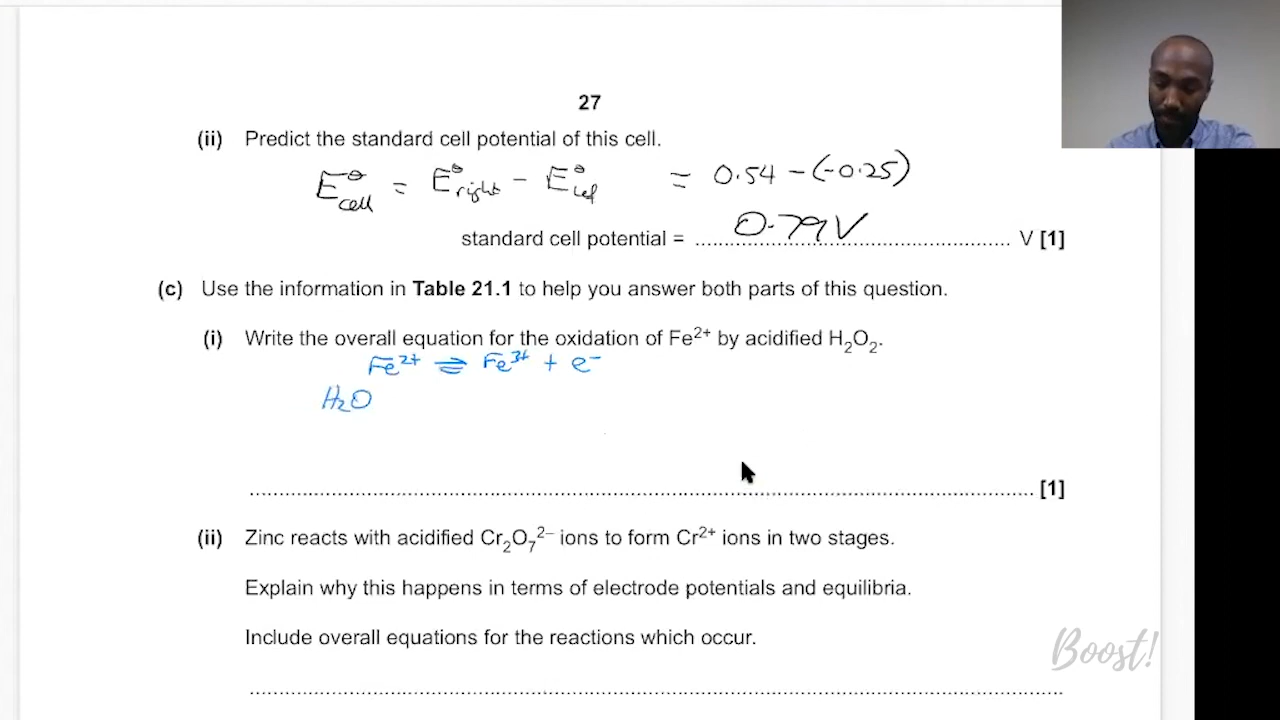 27
(ii) Predict the standard cell potential of this cell.
E⦵cell = E⦵right − E⦵lef = 0.54 − (−0.25)
standard cell potential = 0.79V V [1]
(c) Use the information in Table 21.1 to help you answer both parts of this question.
(i) Write the overall equation for the oxidation of Fe²⁺ by acidified H₂O₂.
Fe²⁺ ⇌ Fe³⁺ + e⁻
H₂O
[1]
(ii) Zinc reacts with acidified Cr₂O₇²⁻ ions to form Cr²⁺ ions in two stages.
Explain why this happens in terms of electrode potentials and equilibria.
Include overall equations for the reactions which occur.
Boost!